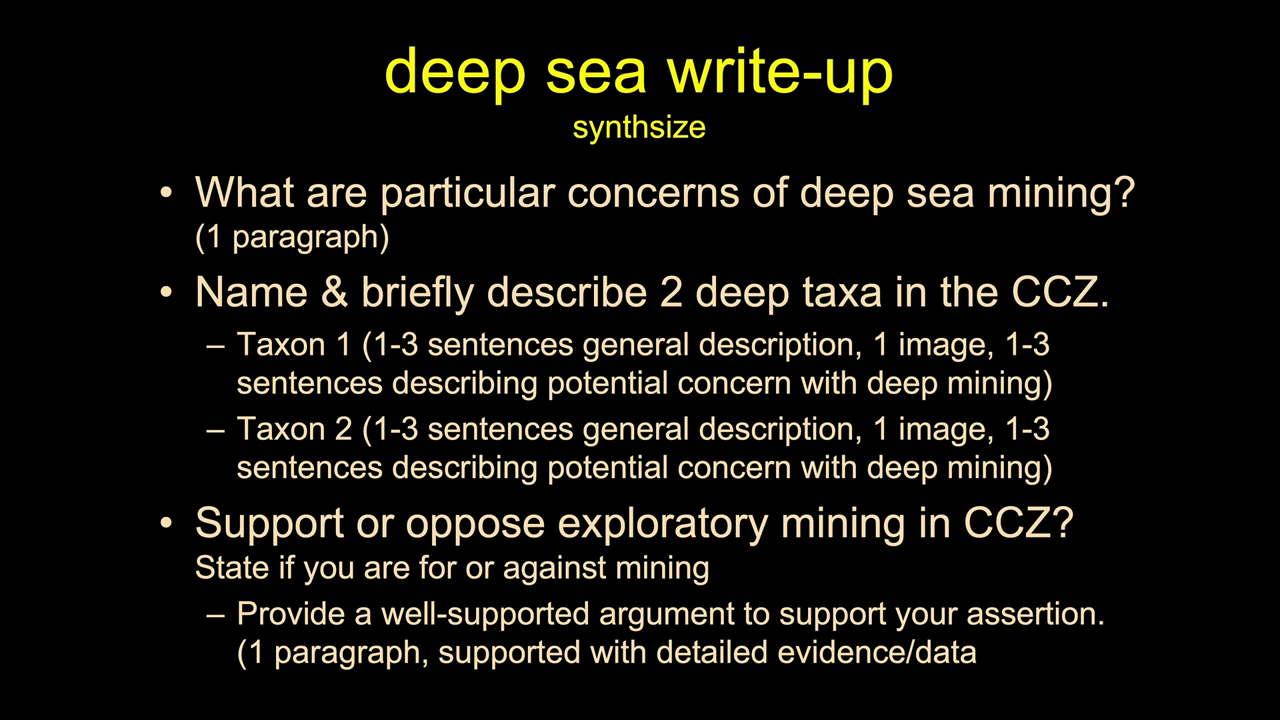 deep sea write-up
synthsize
• What are particular concerns of deep sea mining?
(1 paragraph)
• Name & briefly describe 2 deep taxa in the CCZ.
– Taxon 1 (1-3 sentences general description, 1 image, 1-3
sentences describing potential concern with deep mining)
– Taxon 2 (1-3 sentences general description, 1 image, 1-3
sentences describing potential concern with deep mining)
• Support or oppose exploratory mining in CCZ?
State if you are for or against mining
– Provide a well-supported argument to support your assertion.
(1 paragraph, supported with detailed evidence/data